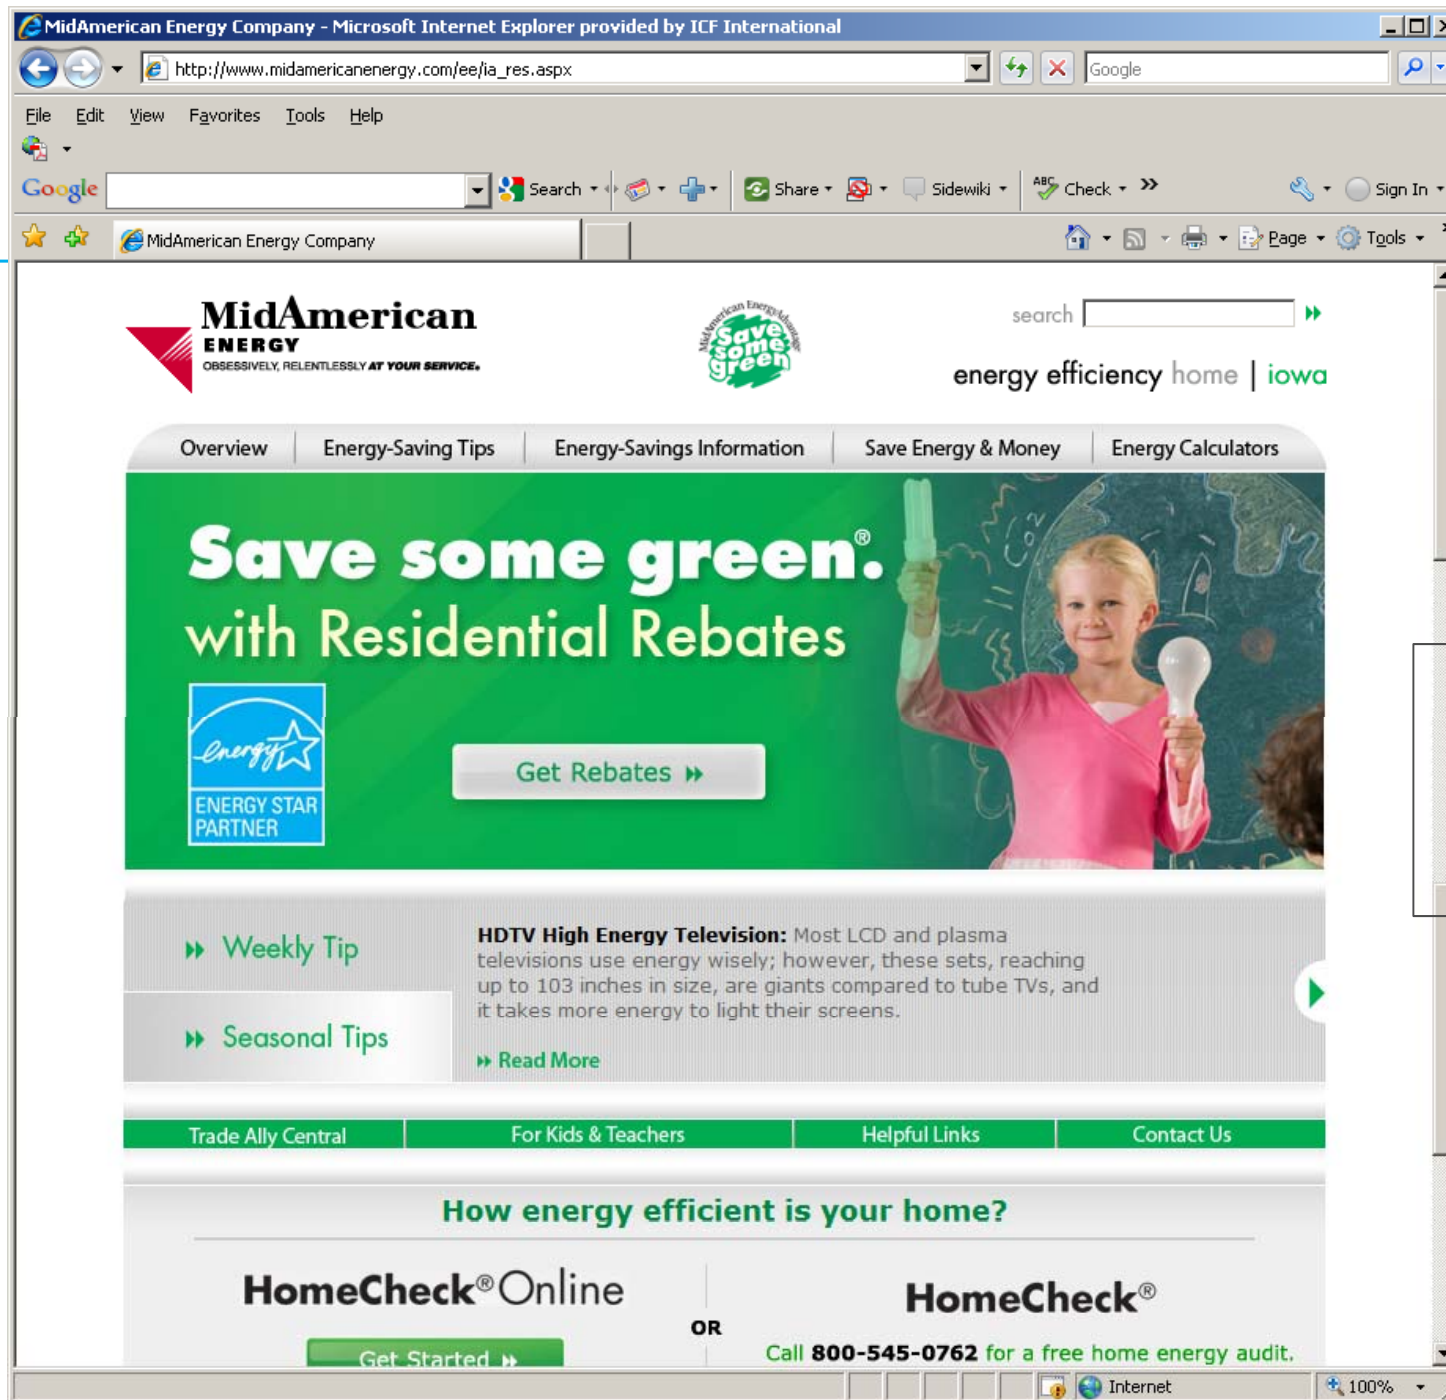 MidAmerican Energy Company - Microsoft Internet Explorer provided by ICF International
http://www.midamericanenergy.com/ee/ia_res.aspx
Google
File Edit View Favorites Tools Help
Google Search Share Sidewiki ABC Check » Sign In
MidAmerican Energy Company Page Tools
MidAmerican
ENERGY
OBSESSIVELY, RELENTLESSLY AT YOUR SERVICE.
MidAmerican EnergyAdvantage
Save
some
green
search
energy efficiency home | iowa
Overview Energy-Saving Tips Energy-Savings Information Save Energy & Money Energy Calculators
Save some green®.
with Residential Rebates
CO2
energy
ENERGY STAR
PARTNER
Get Rebates
Weekly Tip
Seasonal Tips
HDTV High Energy Television: Most LCD and plasma
televisions use energy wisely; however, these sets, reaching
up to 103 inches in size, are giants compared to tube TVs, and
it takes more energy to light their screens.
Read More
Trade Ally Central For Kids & Teachers Helpful Links Contact Us
How energy efficient is your home?
HomeCheck® Online
Get Started
OR
HomeCheck®
Call 800-545-0762 for a free home energy audit.
Internet 100%